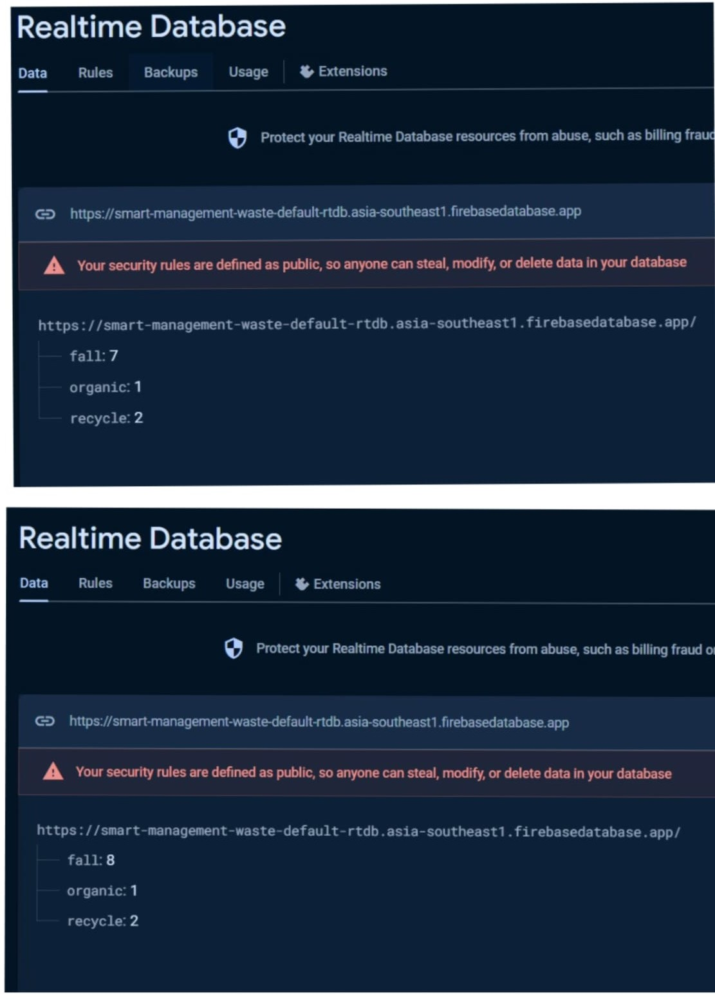 Realtime Database
Data Rules Backups Usage Extensions
Protect your Realtime Database resources from abuse, such as billing fraud
https://smart-management-waste-default-rtdb.asia-southeast1.firebasedatabase.app
Your security rules are defined as public, so anyone can steal, modify, or delete data in your database
https://smart-management-waste-default-rtdb.asia-southeast1.firebasedatabase.app/
fall: 7
organic: 1
recycle: 2
Realtime Database
Data Rules Backups Usage Extensions
Protect your Realtime Database resources from abuse, such as billing fraud or
https://smart-management-waste-default-rtdb.asia-southeast1.firebasedatabase.app
Your security rules are defined as public, so anyone can steal, modify, or delete data in your database
https://smart-management-waste-default-rtdb.asia-southeast1.firebasedatabase.app/
fall: 8
organic: 1
recycle: 2